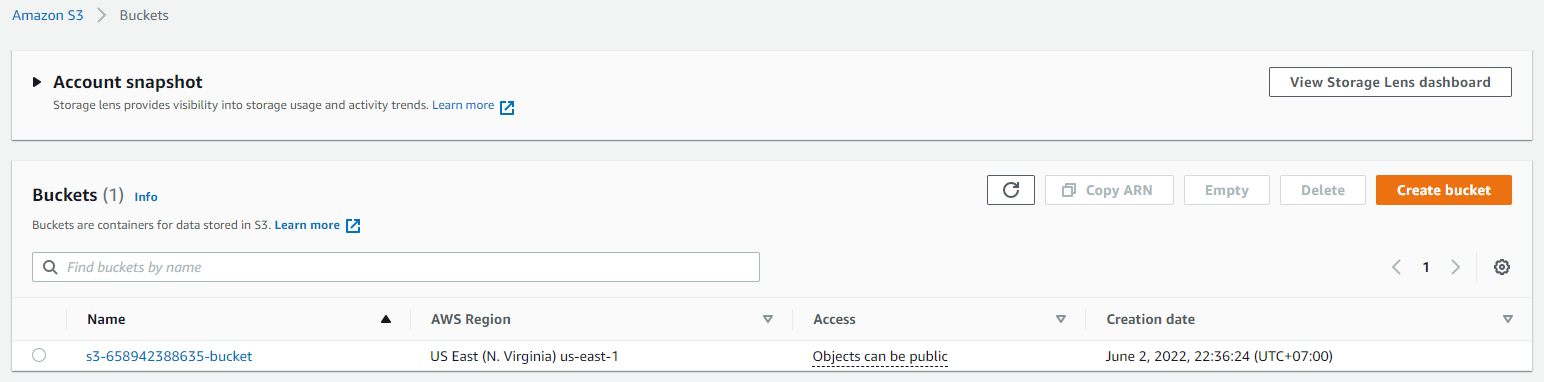 Amazon S3 > Buckets
Account snapshot
View Storage Lens dashboard
Storage lens provides visibility into storage usage and activity trends. Learn more
Buckets (1) Info
Copy ARN Empty Delete Create bucket
Buckets are containers for data stored in S3. Learn more
Find buckets by name
1
Name AWS Region Access Creation date
s3-658942388635-bucket US East (N. Virginia) us-east-1 Objects can be public June 2, 2022, 22:36:24 (UTC+07:00)